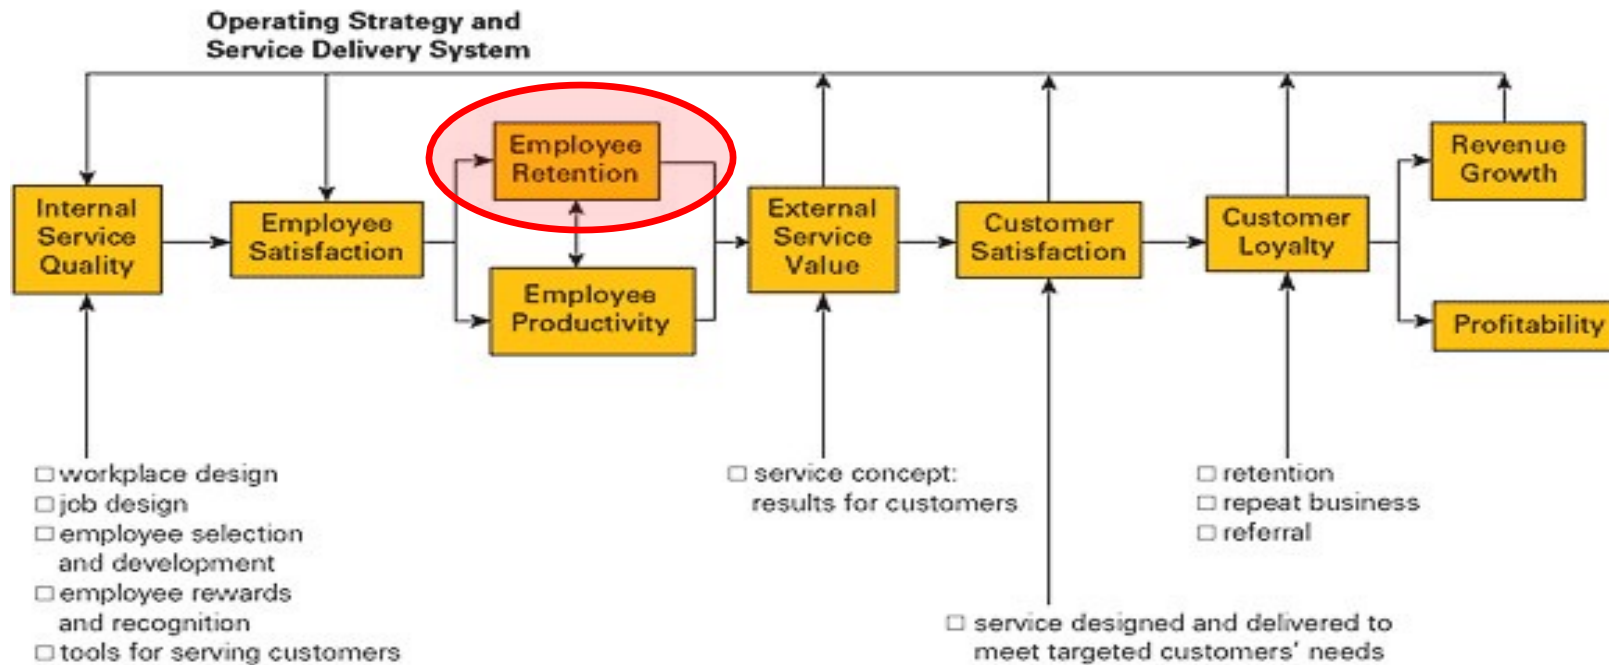 Operating Strategy and
Service Delivery System
Employee
Retention
Revenue
Growth
Internal
Service
Quality
Employee
Satisfaction
External
Service
Value
Customer
Satisfaction
Customer
Loyalty
Employee
Productivity
Profitability
□ workplace design
□ job design
□ employee selection
and development
□ employee rewards
and recognition
□ tools for serving customers
□ service concept:
results for customers
□ retention
□ repeat business
□ referral
□ service designed and delivered to
meet targeted customers' needs